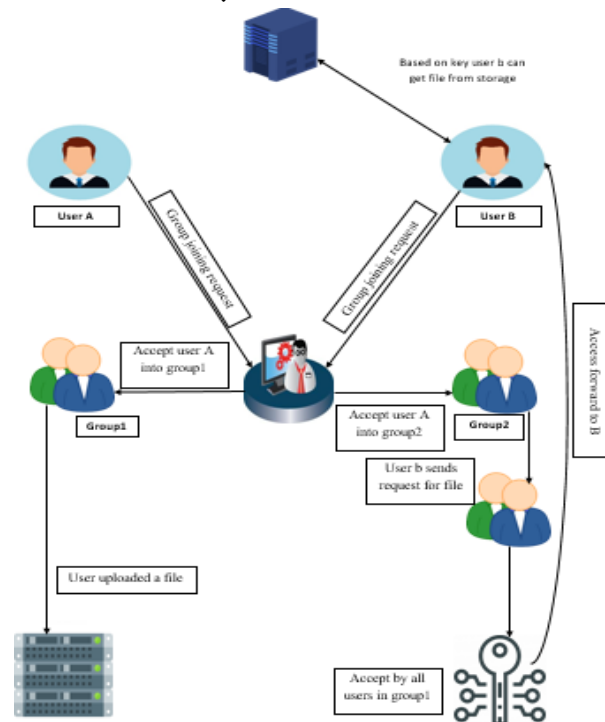 Based on key user b can
get file from storage
User A
User B
Group joining request
Group joining request
Accept user A
into group1
Accept user A
into group2
Group1
Group2
Access forward to
B
User b sends
request for file
User uploaded a file
Accept by all
users in group1